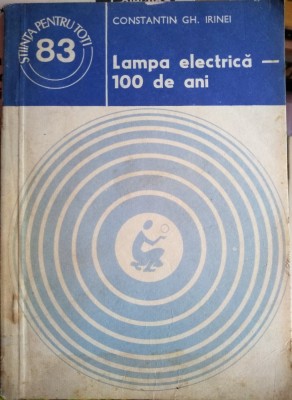 ȘTIINȚA PENTRU TOȚI
83
CONSTANTIN GH. IRINEI
Lampa electrică —
100 de ani